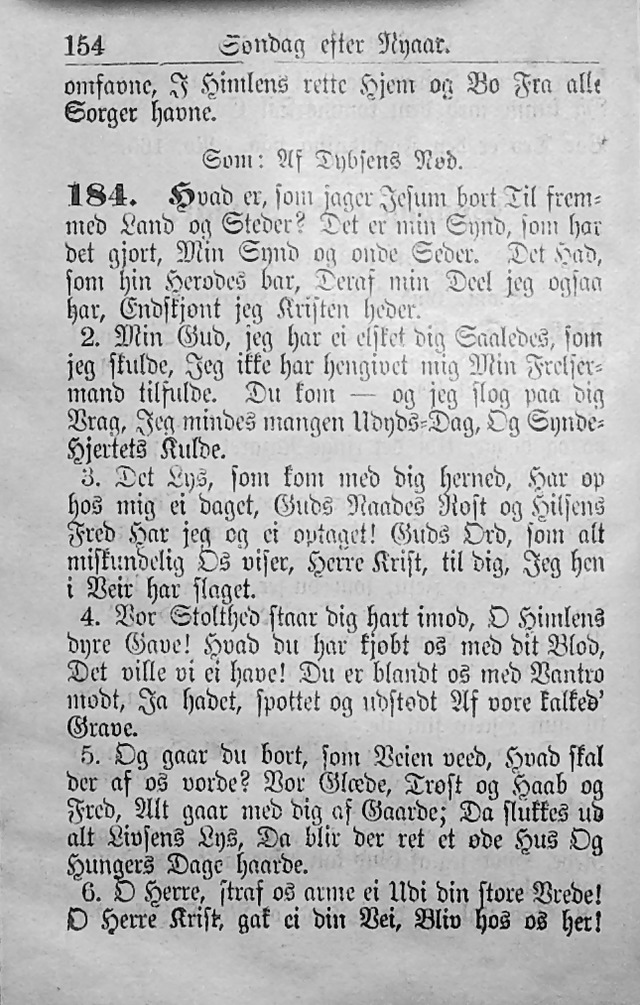 154 Søndag efter Nyaar.
omfavne, I Himlens rette Hjem og Bo Fra alle
Sorger havne.
Som: Af Dybsens Nød.
184. Hvad er, som jager Jesum bort Til frem-
med Land og Steder? Det er min Synd, som har
det gjort, Min Synd og onde Seder. Det Had,
som hin Herodes bar, Deraf min Deel jeg ogsaa
har, Endskjønt jeg Kristen heder.
2. Min Gud, jeg har ei elsket dig Saaledes, som
jeg skulde, Jeg ikke har hengivet mig Min Frelser-
mand tilfulde. Du kom — og jeg slog paa dig
Vrag, Jeg mindes mangen Udyds-Dag, Og Synde-
Hjertets Kulde.
3. Det Lys, som kom med dig herned, Har op
hos mig ei daget, Guds Naades Røst og Hilsens
Fred Har jeg og ei optaget! Guds Ord, som alt
miskundelig Os viser, Herre Krist, til dig, Jeg hen
i Veir har slaget.
4. Vor Stolthed staar dig hart imod, O Himlens
dyre Gave! Hvad du har kjøbt os med dit Blod,
Det ville vi ei have! Du er blandt os med Vantro
mødt, Ja hadet, spottet og udstødt Af vore kalked'
Grave.
5. Og gaar du bort, som Veien veed, Hvad skal
der af os vorde? Vor Glæde, Trøst og Haab og
Fred, Alt gaar med dig af Gaarde; Da slukkes ud
alt Livsens Lys, Da blir der ret et øde Hus Og
Hungers Dage haarde.
6. O Herre, straf os arme ei Udi din store Vrede!
O Herre Krist, gak ei din Vei, Bliv hos os her!